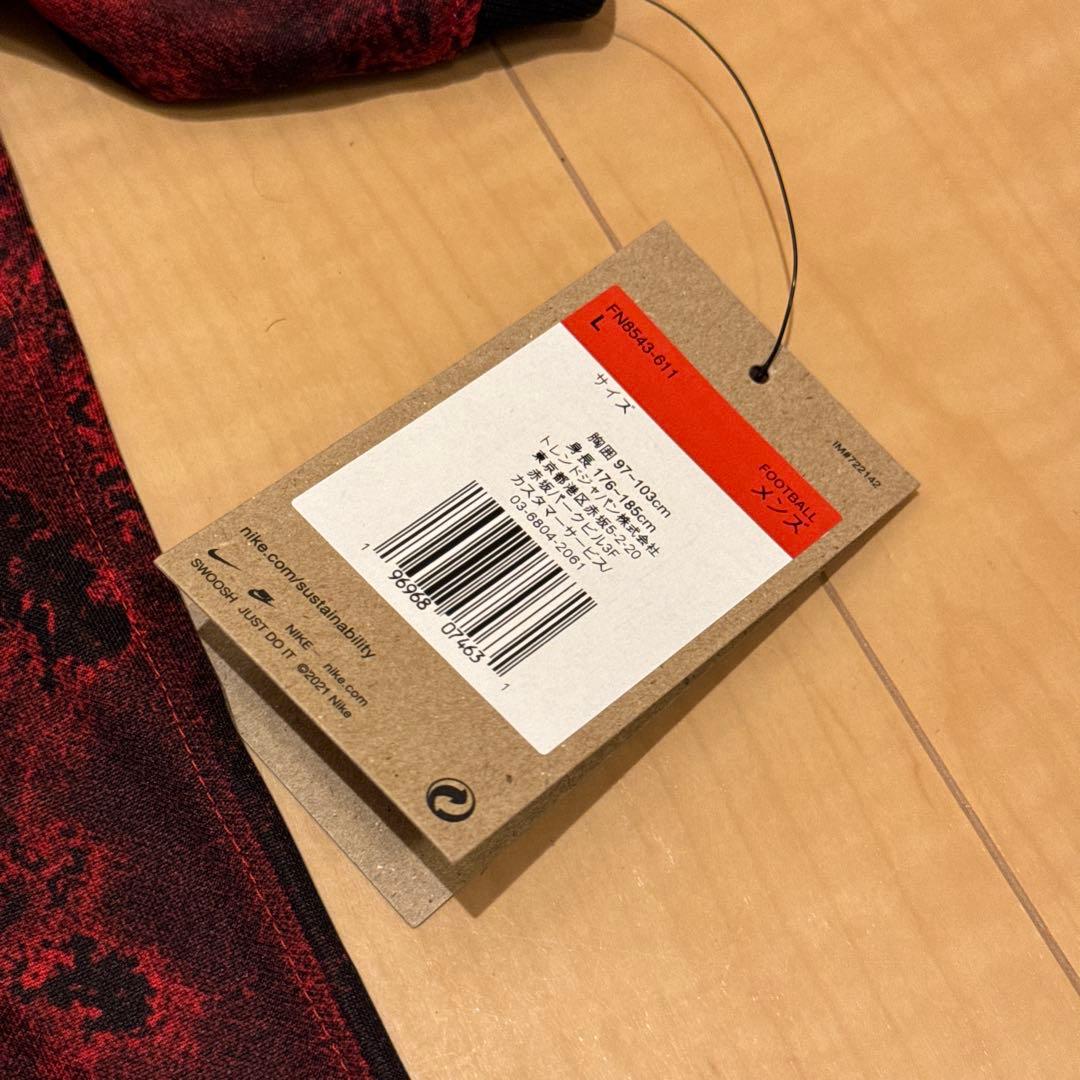 FN8543-611
L
FOOTBALL
メンズ
IM#722142
サイズ
胸囲 97-103cm
身長 176-185cm
トレンドジャパン株式会社
東京都港区赤坂5-2-20
赤坂パークビル3F
カスタマーサービス/
03-6804-2061
1 96968 07463 1
nike.com/sustainability
NIKE nike.com
SWOOSH JUST DO IT ©2021 Nike